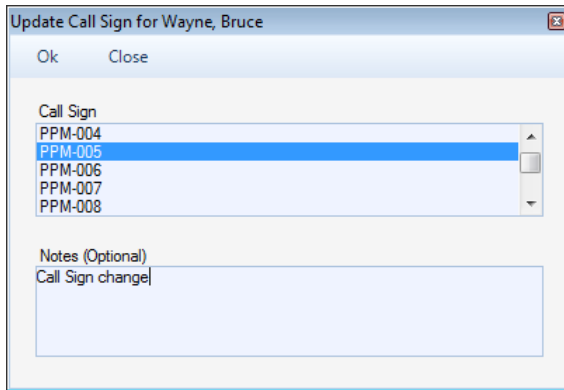 Update Call Sign for Wayne, Bruce
Ok Close
Call Sign
PPM-004
PPM-005
PPM-006
PPM-007
PPM-008
Notes (Optional)
Call Sign change